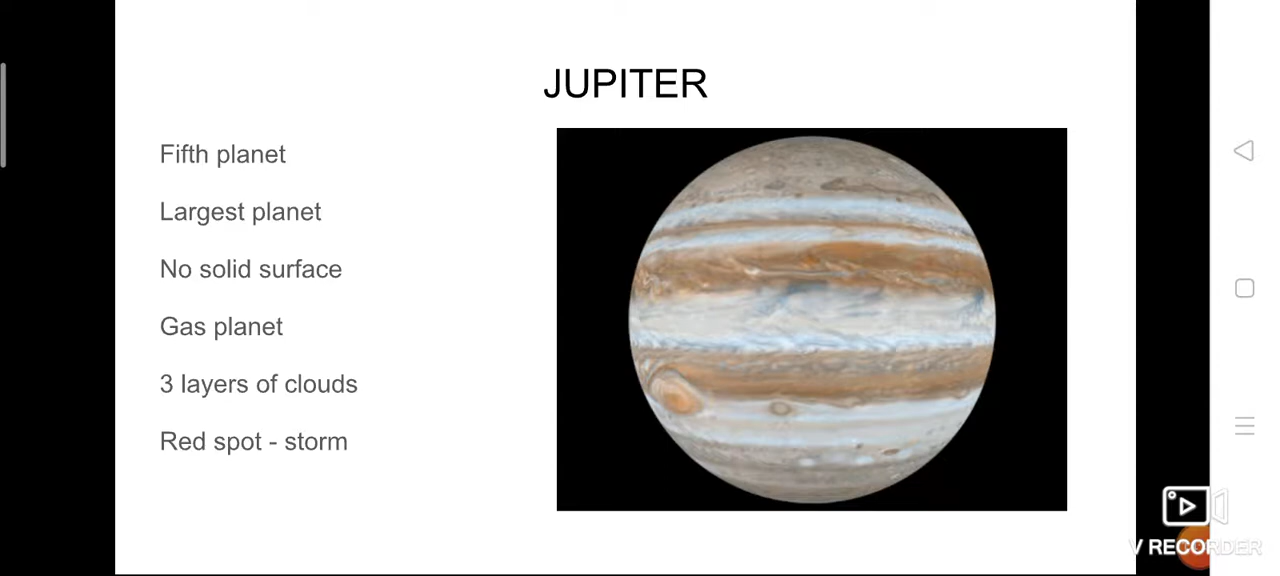 JUPITER
Fifth planet
Largest planet
No solid surface
Gas planet
3 layers of clouds
Red spot - storm
V RECORDER